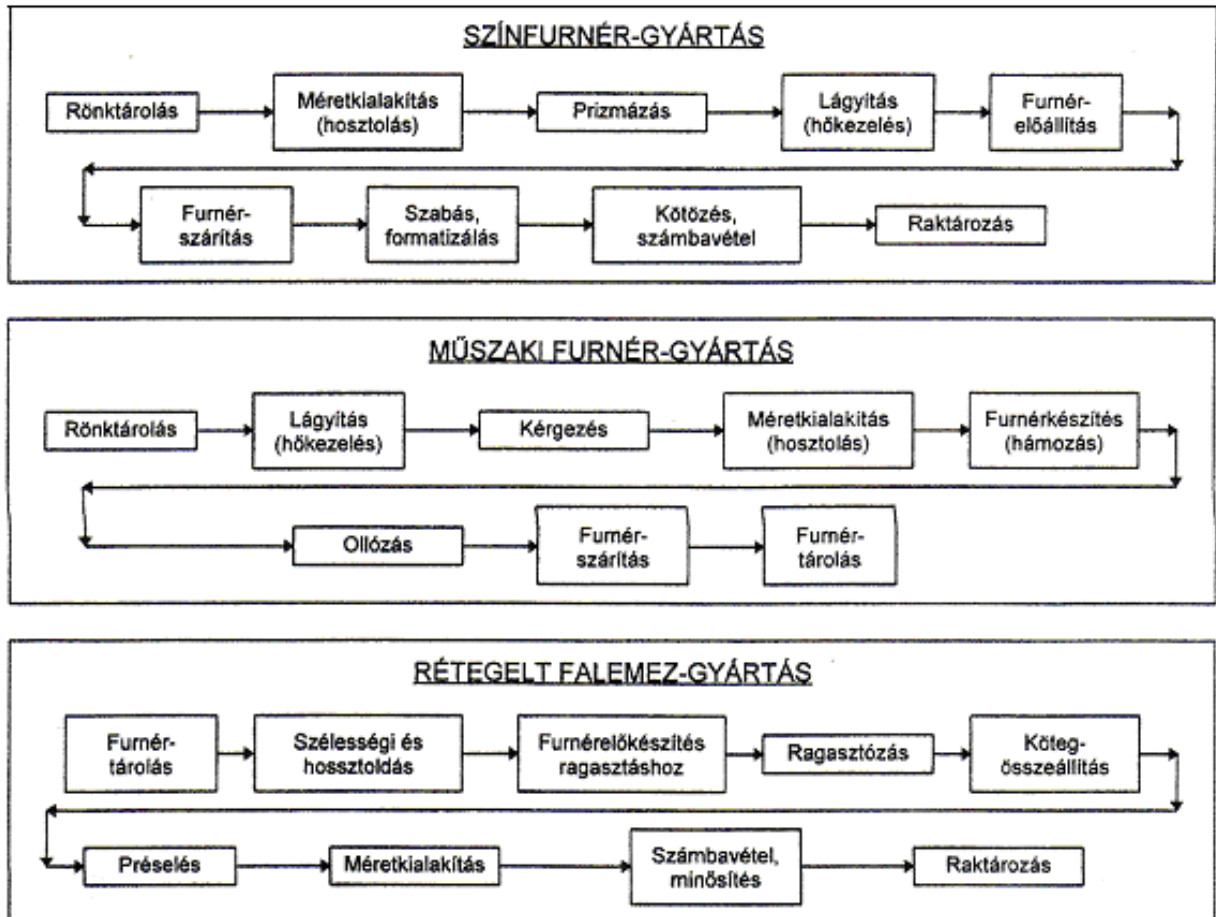 SZÍNFURNÉR-GYÁRTÁS
Rönktárolás
Méretkialakítás
(hosztolás)
Prizmázás
Lágyítás
(hőkezelés)
Furnér-
előállítás
Furnér-
szárítás
Szabás,
formatizálás
Kötözés,
számbavétel
Raktározás
MŰSZAKI FURNÉR-GYÁRTÁS
Rönktárolás
Lágyítás
(hőkezelés)
Kérgezés
Méretkialakítás
(hosztolás)
Furnérkészítés
(hámozás)
Ollózás
Furnér-
szárítás
Furnér-
tárolás
RÉTEGELT FALEMEZ-GYÁRTÁS
Furnér-
tárolás
Szélességi és
hossztoldás
Furnérelőkészítés
ragasztáshoz
Ragasztózás
Köteg-
összeállítás
Préselés
Méretkialakítás
Számbavétel,
minősítés
Raktározás